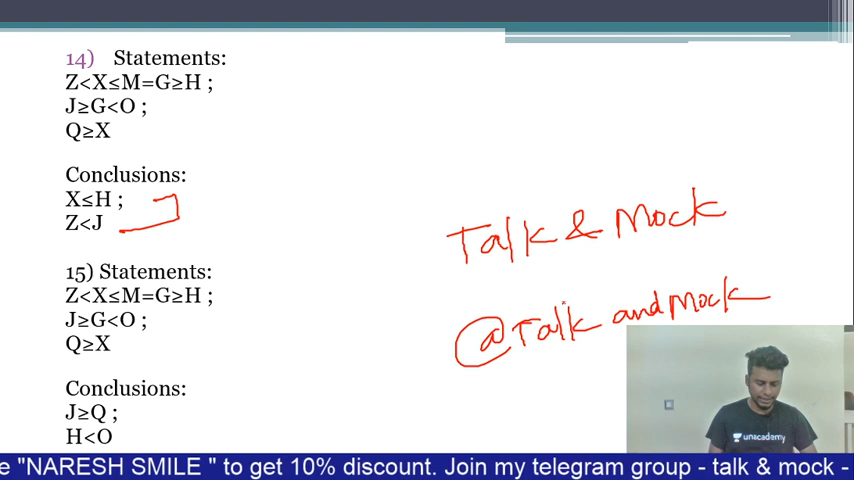 14) Statements:
Z<X≤M=G≥H ;
J≥G<O ;
Q≥X
Conclusions:
X≤H ;
Z<J
15) Statements:
Z<X≤M=G≥H ;
J≥G<O ;
Q≥X
Conclusions:
J≥Q ;
H<O
Talk & Mock
@Talk and Mock
unacademy
e "NARESH SMILE " to get 10% discount. Join my telegram group - talk & mock -